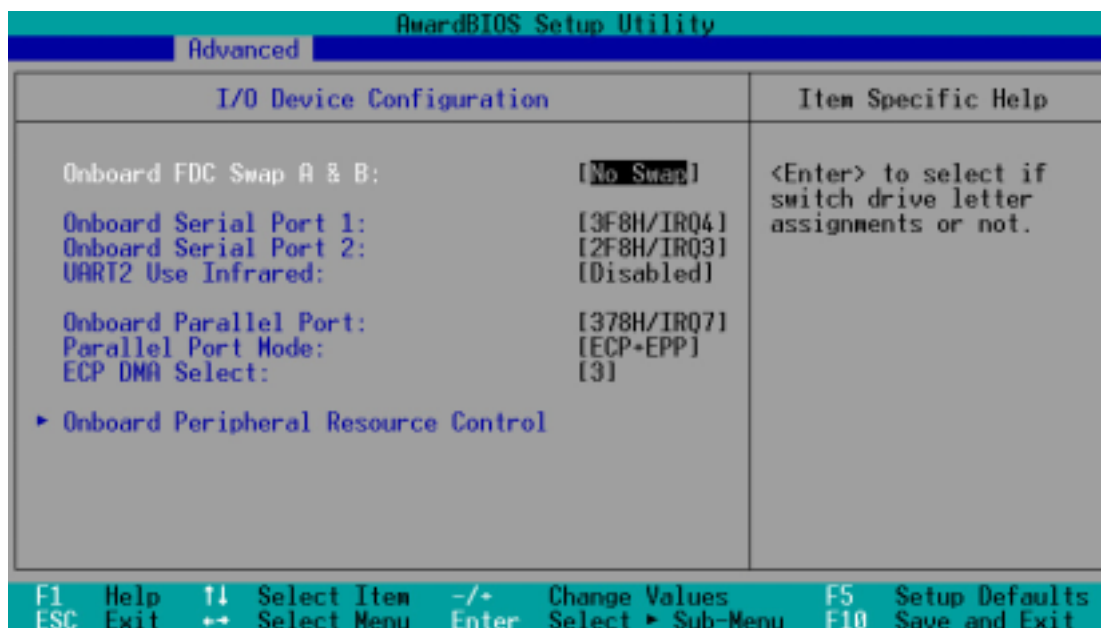 AwardBIOS Setup Utility
Advanced
I/O Device Configuration
Item Specific Help
Onboard FDC Swap A & B: [No Swap]
Onboard Serial Port 1: [3F8H/IRQ4]
Onboard Serial Port 2: [2F8H/IRQ3]
UART2 Use Infrared: [Disabled]
Onboard Parallel Port: [378H/IRQ7]
Parallel Port Mode: [ECP+EPP]
ECP DMA Select: [3]
▸ Onboard Peripheral Resource Control
<Enter> to select if
switch drive letter
assignments or not.
F1 Help ↑↓ Select Item -/+ Change Values F5 Setup Defaults
ESC Exit ←→ Select Menu Enter Select ▸ Sub-Menu F10 Save and Exit